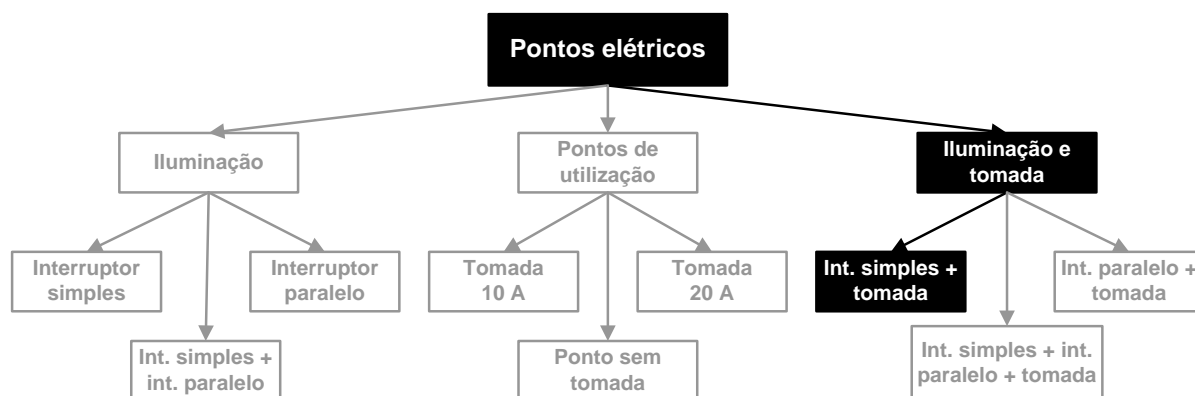 Pontos elétricos
Iluminação
Pontos de
utilização
Iluminação e
tomada
Interruptor
simples
Interruptor
paralelo
Tomada
10 A
Tomada
20 A
Int. simples +
tomada
Int. paralelo +
tomada
Int. simples +
int. paralelo
Ponto sem
tomada
Int. simples + int.
paralelo + tomada